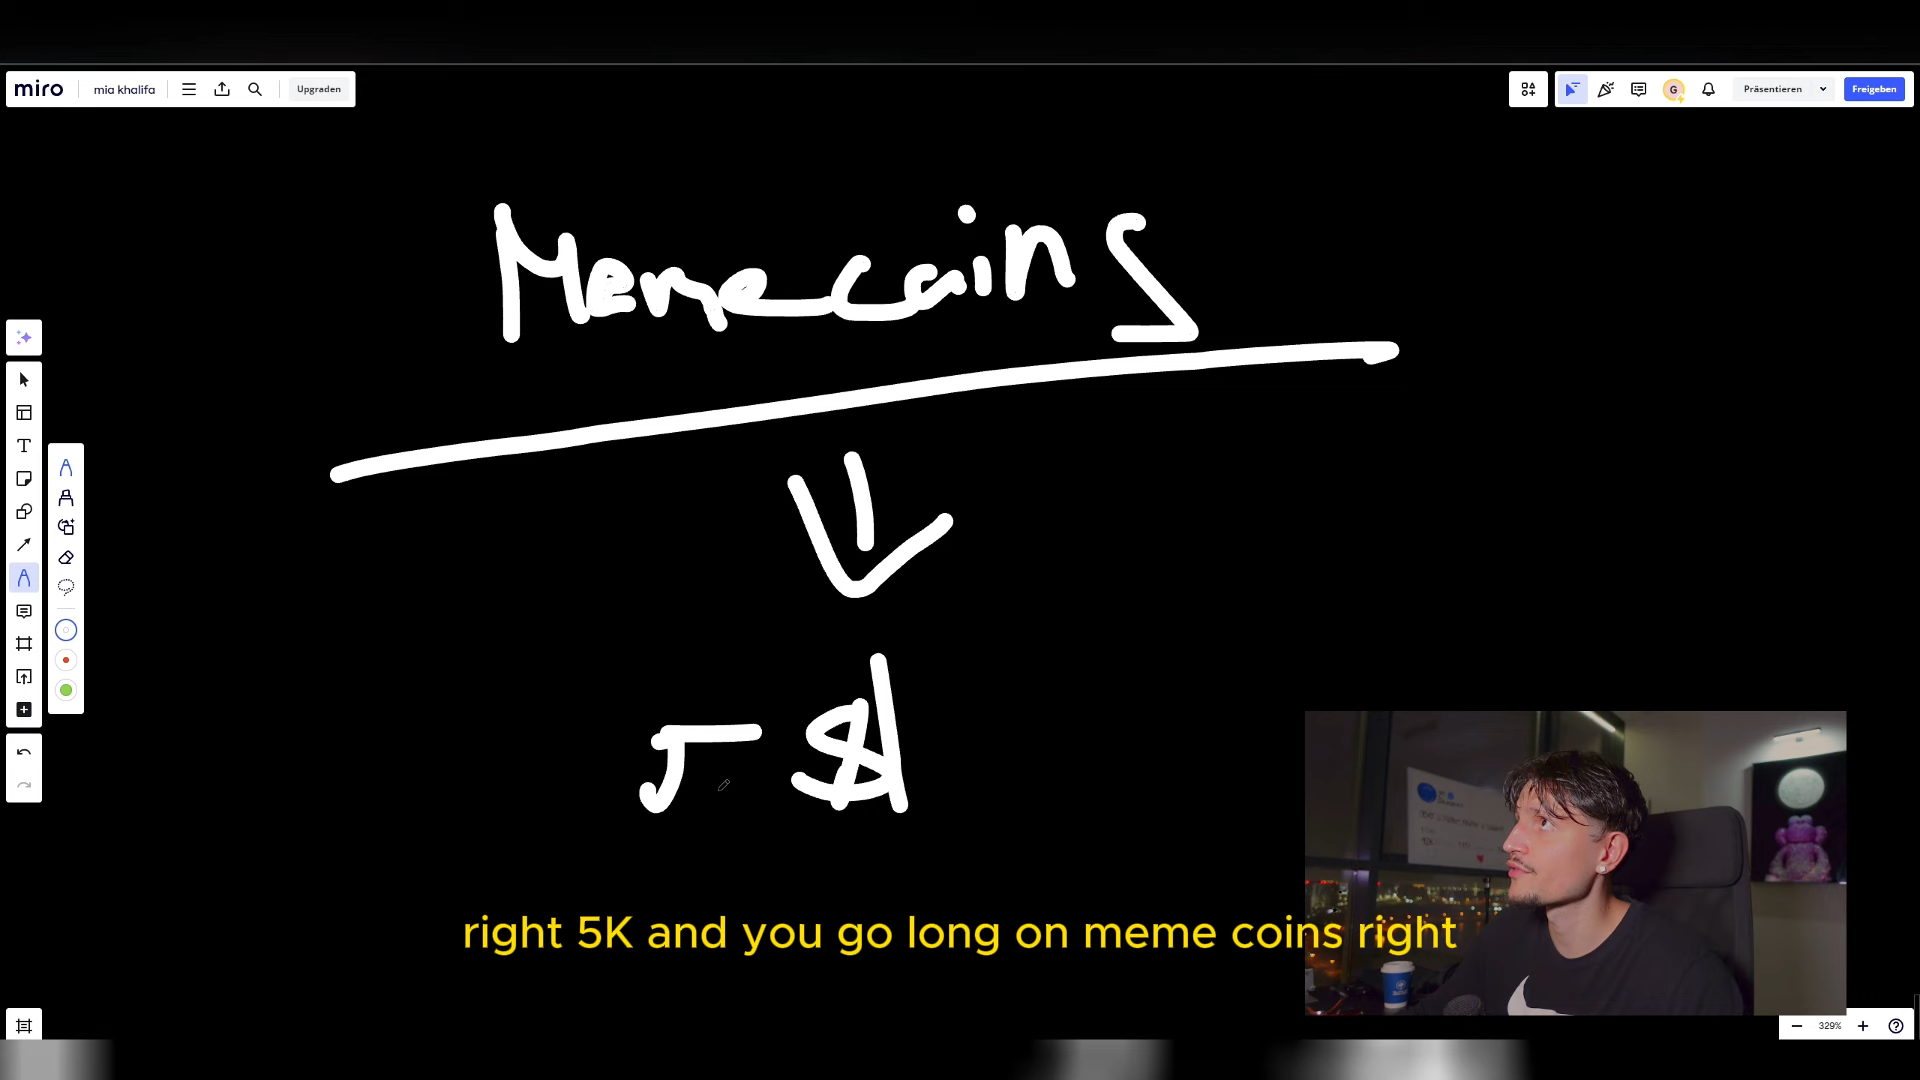 miro mia khalifa Upgraden G Präsentieren Freigeben
Memecoins
5 $
right 5K and you go long on meme coins right
329%